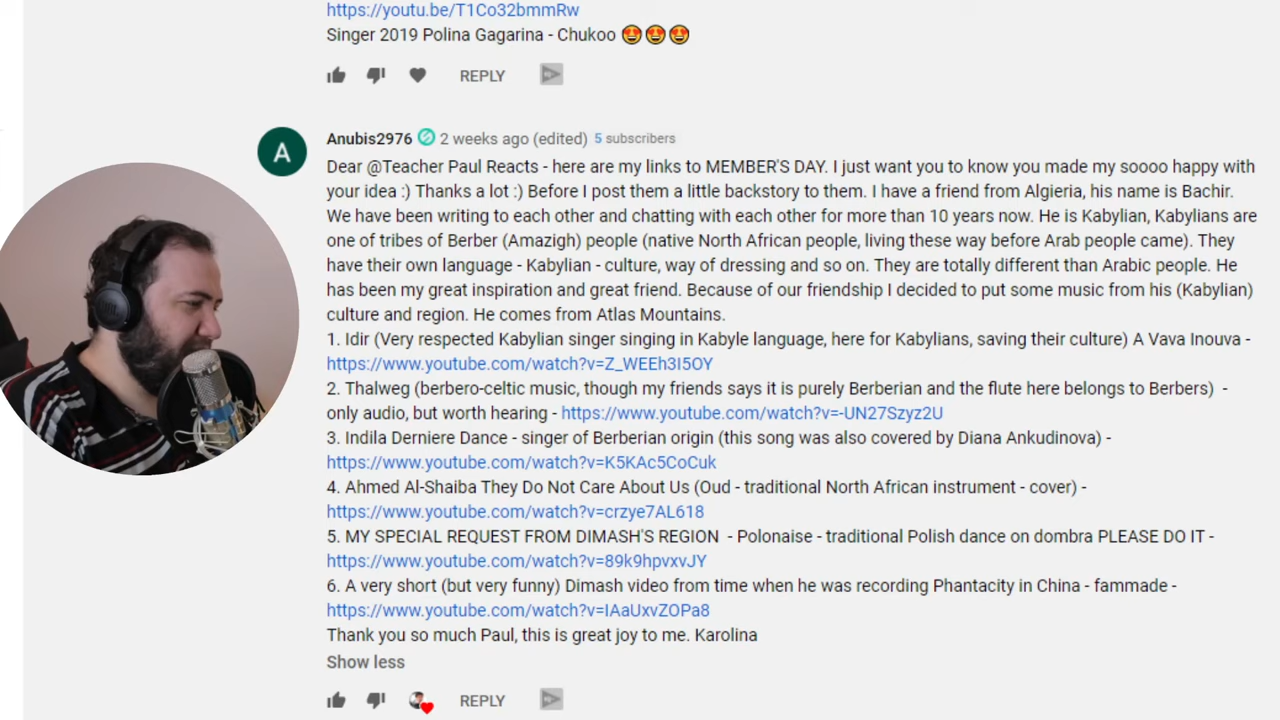 https://youtu.be/T1Co32bmmRw
Singer 2019 Polina Gagarina - Chukoo 😍😍😍
REPLY
A
Anubis2976 2 weeks ago (edited) 5 subscribers
Dear @Teacher Paul Reacts - here are my links to MEMBER'S DAY. I just want you to know you made my soooo happy with
your idea :) Thanks a lot :) Before I post them a little backstory to them. I have a friend from Algieria, his name is Bachir.
We have been writing to each other and chatting with each other for more than 10 years now. He is Kabylian, Kabylians are
one of tribes of Berber (Amazigh) people (native North African people, living these way before Arab people came). They
have their own language - Kabylian - culture, way of dressing and so on. They are totally different than Arabic people. He
has been my great inspiration and great friend. Because of our friendship I decided to put some music from his (Kabylian)
culture and region. He comes from Atlas Mountains.
1. Idir (Very respected Kabylian singer singing in Kabyle language, here for Kabylians, saving their culture) A Vava Inouva -
https://www.youtube.com/watch?v=Z_WEEh3I5OY
2. Thalweg (berbero-celtic music, though my friends says it is purely Berberian and the flute here belongs to Berbers) -
only audio, but worth hearing - https://www.youtube.com/watch?v=-UN27Szyz2U
3. Indila Derniere Dance - singer of Berberian origin (this song was also covered by Diana Ankudinova) -
https://www.youtube.com/watch?v=K5KAc5CoCuk
4. Ahmed Al-Shaiba They Do Not Care About Us (Oud - traditional North African instrument - cover) -
https://www.youtube.com/watch?v=crzye7AL618
5. MY SPECIAL REQUEST FROM DIMASH'S REGION - Polonaise - traditional Polish dance on dombra PLEASE DO IT -
https://www.youtube.com/watch?v=89k9hpvxvJY
6. A very short (but very funny) Dimash video from time when he was recording Phantacity in China - fammade -
https://www.youtube.com/watch?v=IAaUxvZOPa8
Thank you so much Paul, this is great joy to me. Karolina
Show less
REPLY